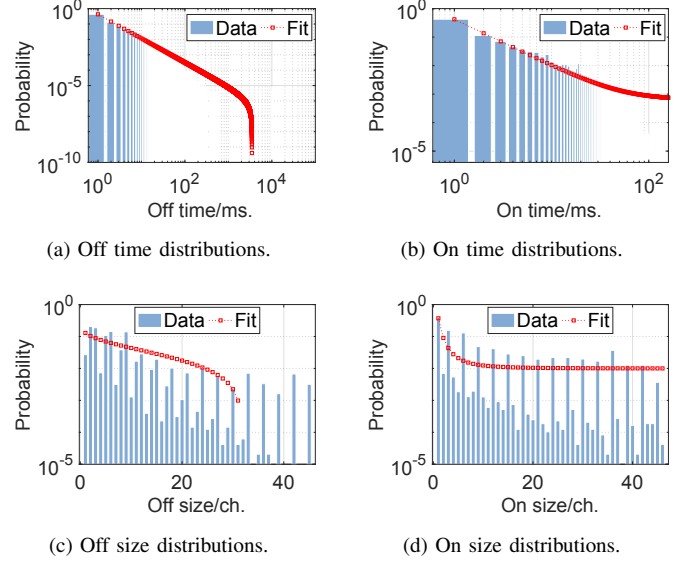 10^0
Data Fit
Probability
10^-5
10^-10
10^0 10^2 10^4
Off time/ms.
(a) Off time distributions.
10^0
Data Fit
Probability
10^-5
10^0 10^2
On time/ms.
(b) On time distributions.
10^0
Data Fit
Probability
10^-5
0 20 40
Off size/ch.
(c) Off size distributions.
10^0
Data Fit
Probability
10^-5
0 20 40
On size/ch.
(d) On size distributions.